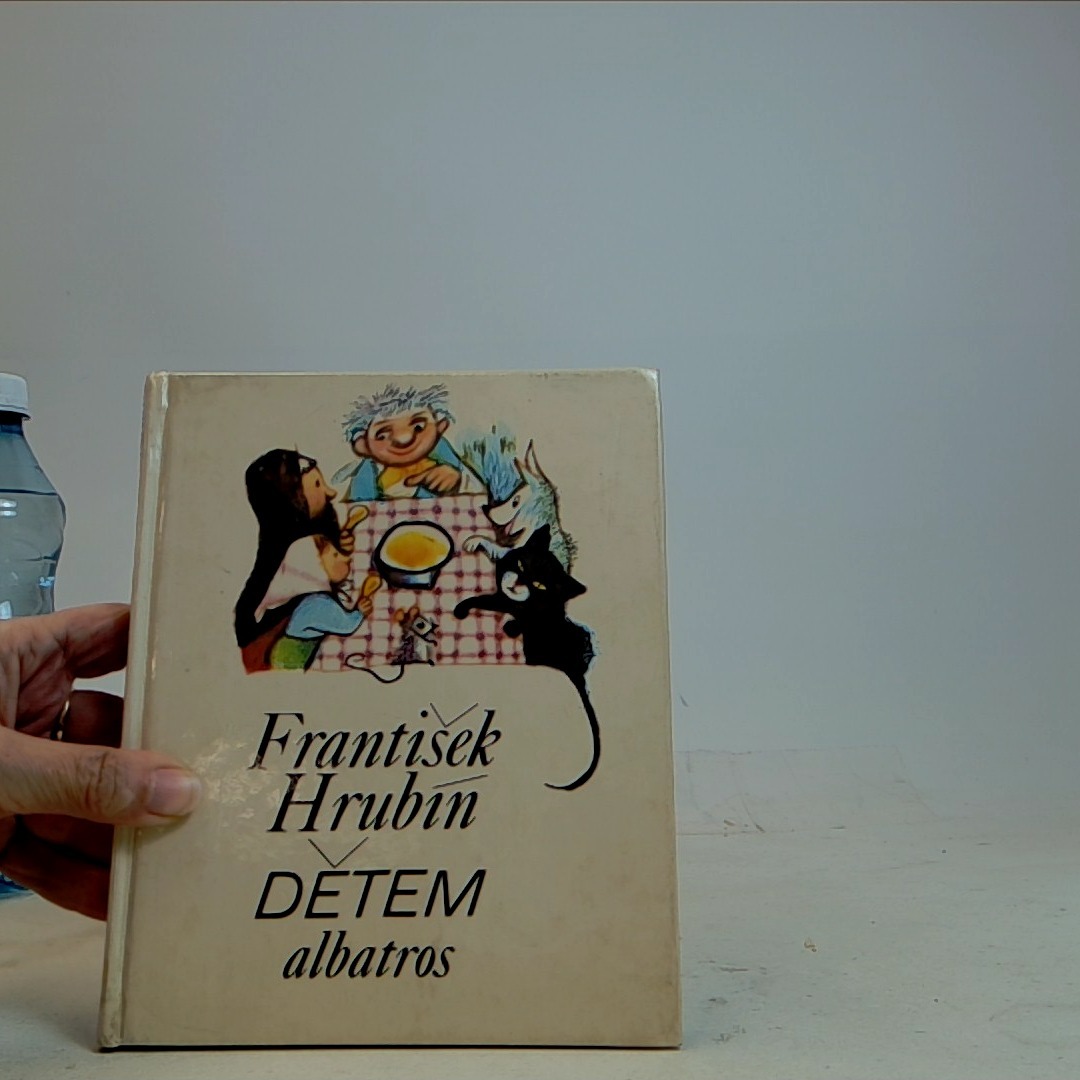 František
Hrubín
DĚTEM
albatros